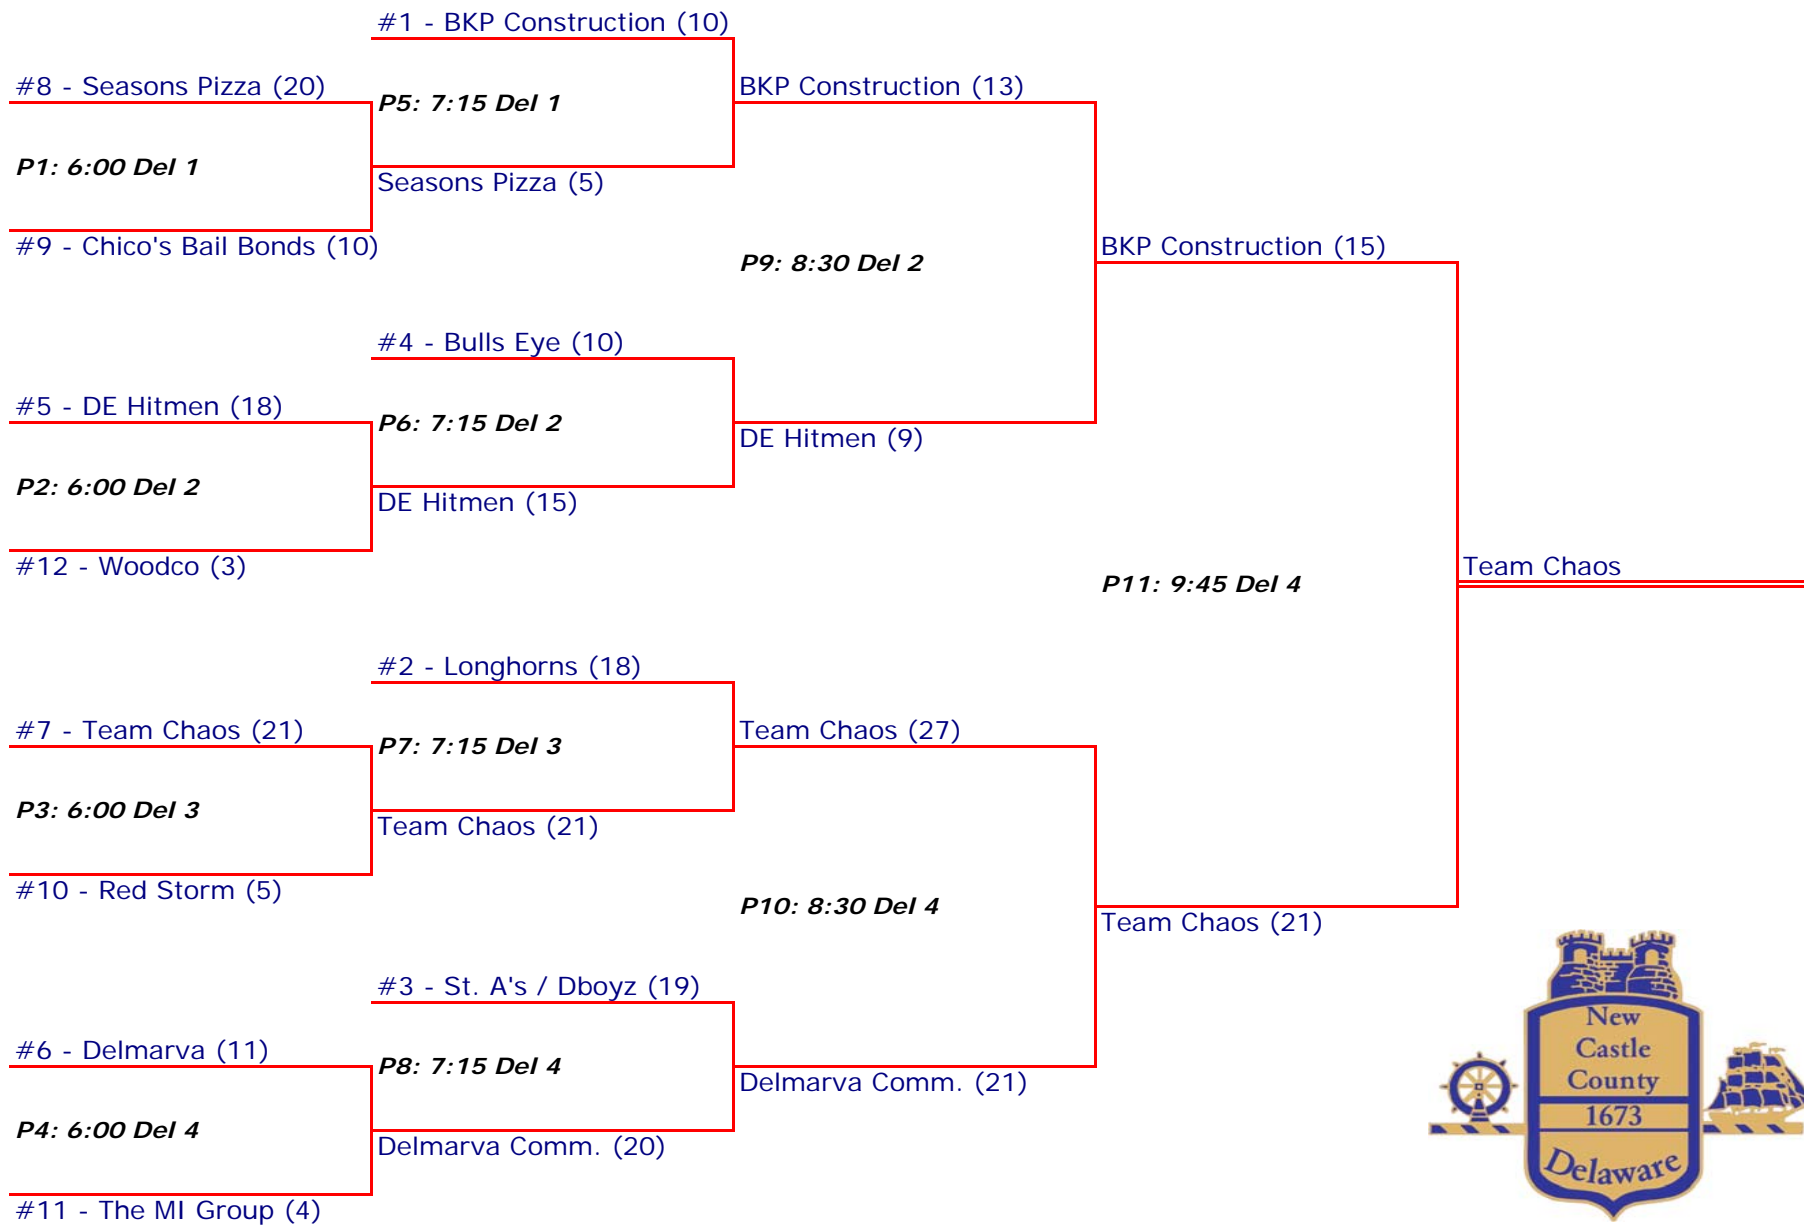 #1 - BKP Construction (10)
#8 - Seasons Pizza (20)
P5: 7:15 Del 1
BKP Construction (13)
P1: 6:00 Del 1
Seasons Pizza (5)
#9 - Chico's Bail Bonds (10)
P9: 8:30 Del 2
BKP Construction (15)
#4 - Bulls Eye (10)
#5 - DE Hitmen (18)
P6: 7:15 Del 2
DE Hitmen (9)
P2: 6:00 Del 2
DE Hitmen (15)
#12 - Woodco (3)
P11: 9:45 Del 4
Team Chaos
#2 - Longhorns (18)
#7 - Team Chaos (21)
P7: 7:15 Del 3
Team Chaos (27)
P3: 6:00 Del 3
Team Chaos (21)
#10 - Red Storm (5)
P10: 8:30 Del 4
Team Chaos (21)
#3 - St. A's / Dboyz (19)
#6 - Delmarva (11)
P8: 7:15 Del 4
Delmarva Comm. (21)
P4: 6:00 Del 4
Delmarva Comm. (20)
#11 - The MI Group (4)
New
Castle
County
1673
Delaware